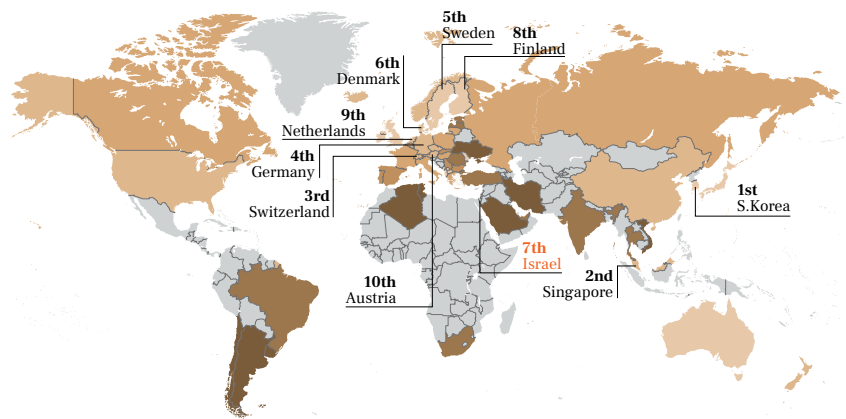 5th
Sweden
8th
Finland
6th
Denmark
9th
Netherlands
4th
Germany
3rd
Switzerland
1st
S.Korea
7th
Israel
2nd
Singapore
10th
Austria